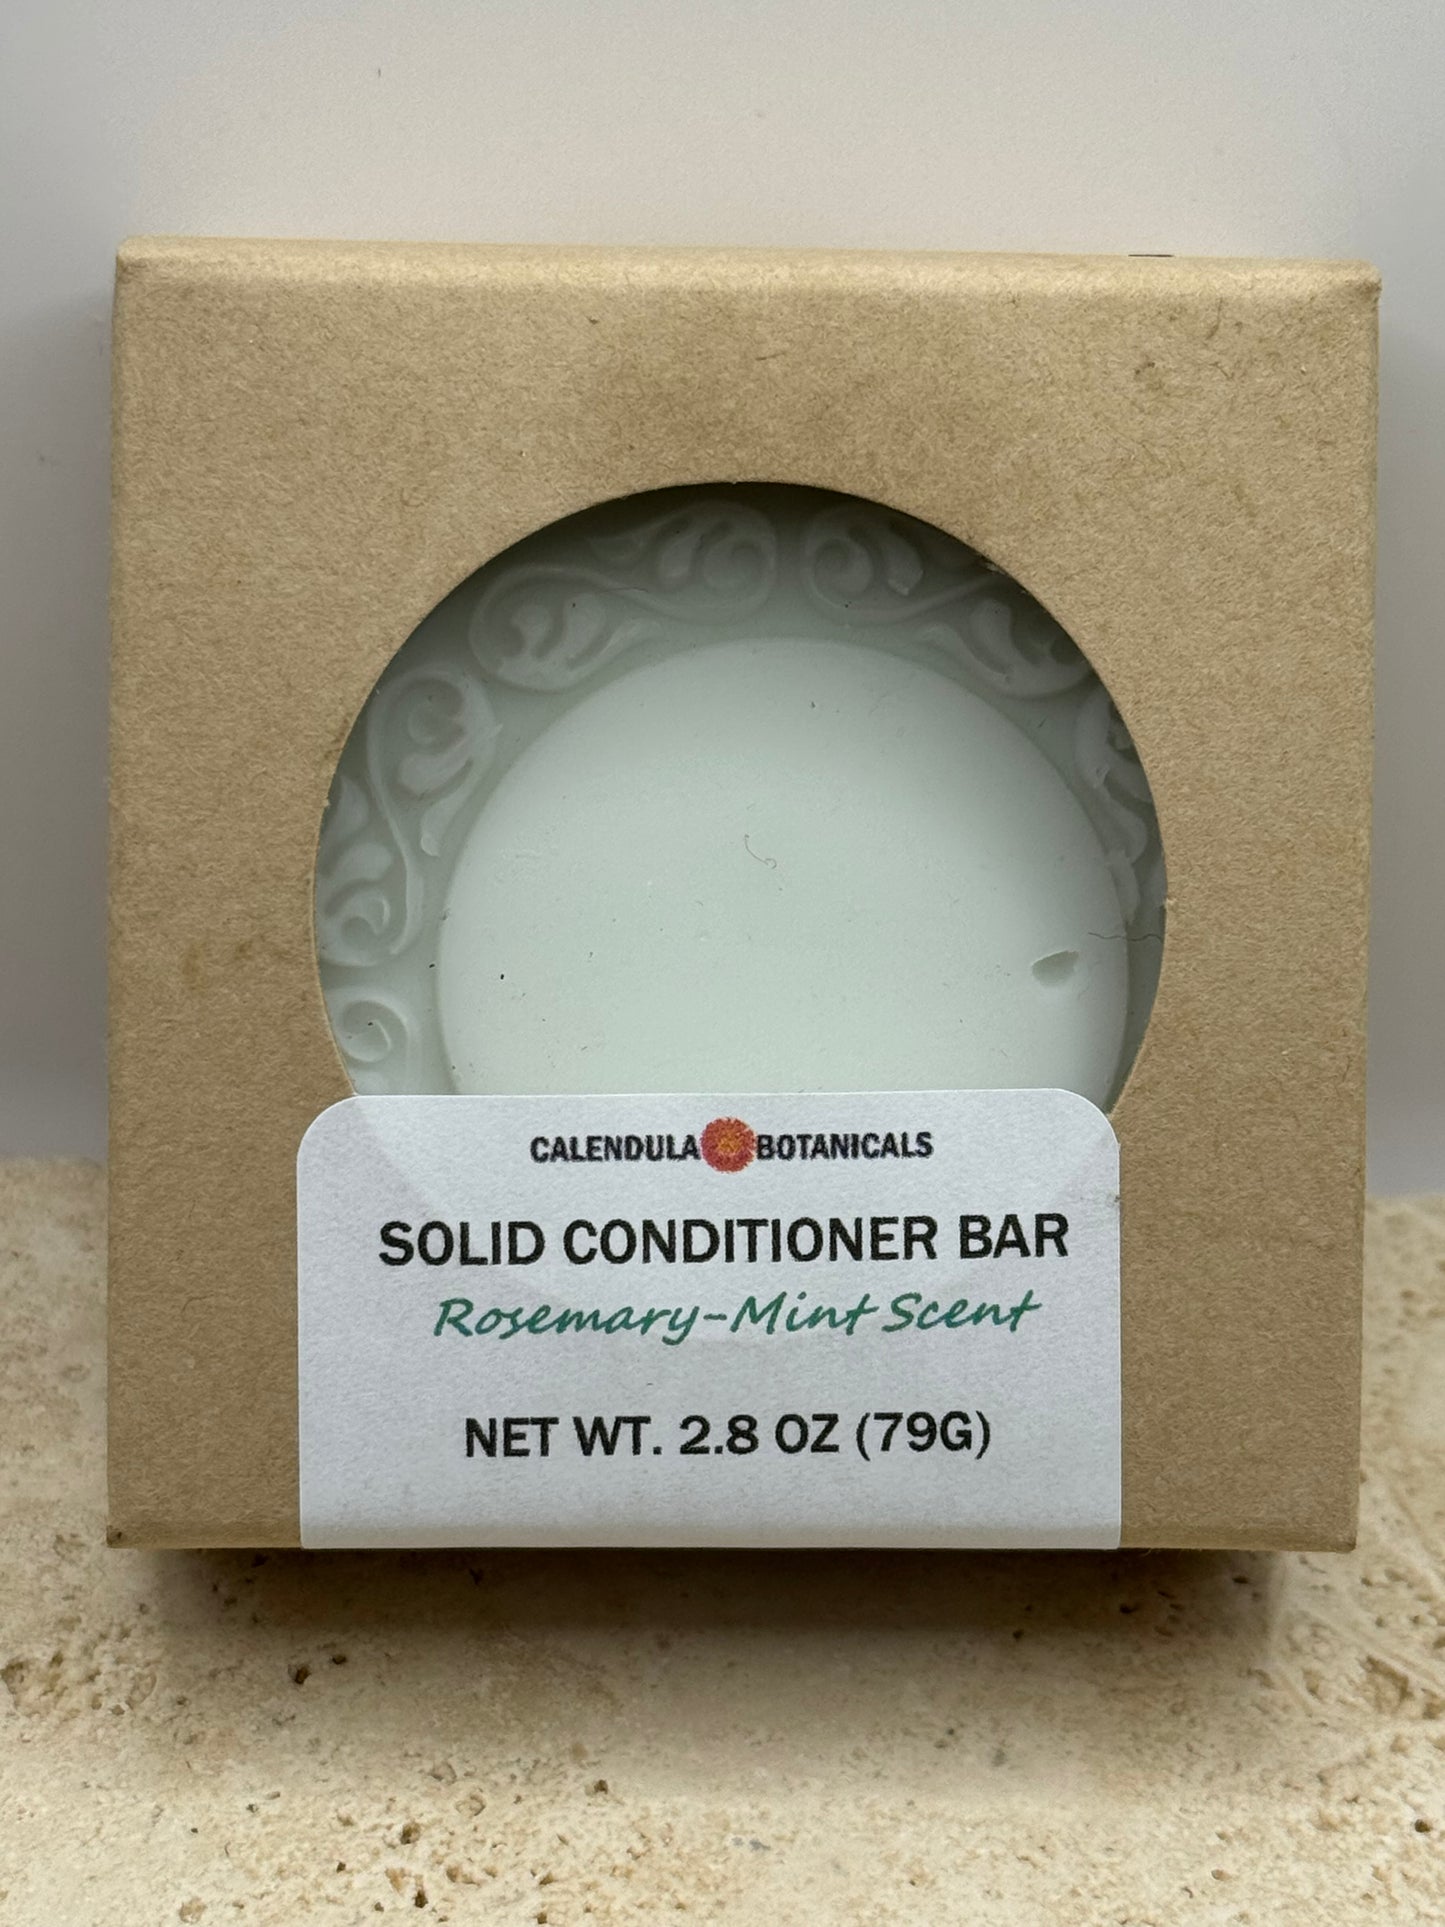 CALENDULA BOTANICALS
SOLID CONDITIONER BAR
Rosemary-Mint Scent
NET WT. 2.8 OZ (79G)